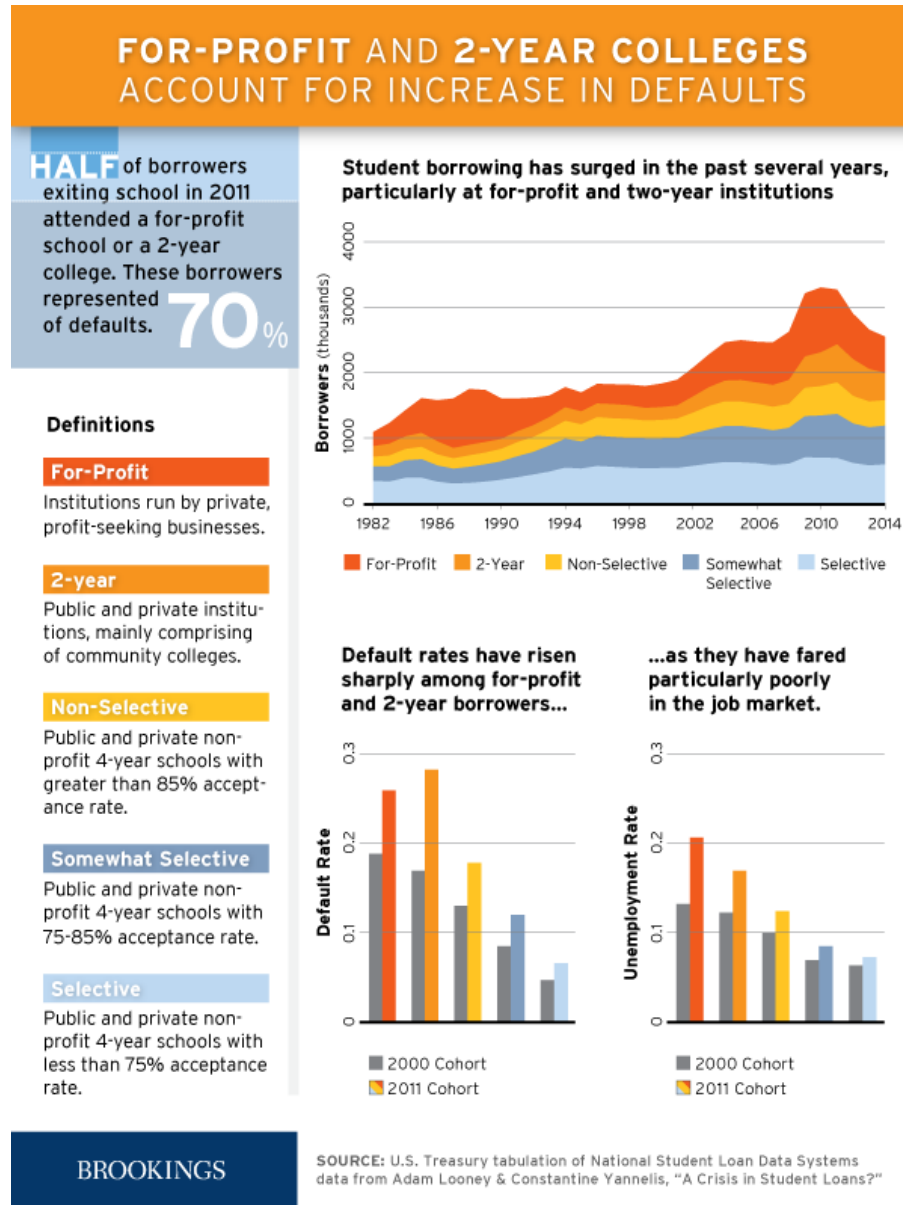 FOR-PROFIT AND 2-YEAR COLLEGES
ACCOUNT FOR INCREASE IN DEFAULTS
HALF of borrowers
exiting school in 2011
attended a for-profit
school or a 2-year
college. These borrowers
represented 70%
of defaults.
Definitions
For-Profit
Institutions run by private,
profit-seeking businesses.
2-year
Public and private institu-
tions, mainly comprising
of community colleges.
Non-Selective
Public and private non-
profit 4-year schools with
greater than 85% accept-
ance rate.
Somewhat Selective
Public and private non-
profit 4-year schools with
75-85% acceptance rate.
Selective
Public and private non-
profit 4-year schools with
less than 75% acceptance
rate.
Student borrowing has surged in the past several years,
particularly at for-profit and two-year institutions
Borrowers (thousands)
4000
3000
2000
1000
0
1982 1986 1990 1994 1998 2002 2006 2010 2014
For-Profit 2-Year Non-Selective Somewhat Selective Selective
Default rates have risen
sharply among for-profit
and 2-year borrowers...
Default Rate
0.3
0.2
0.1
0
2000 Cohort
2011 Cohort
...as they have fared
particularly poorly
in the job market.
Unemployment Rate
0.3
0.2
0.1
0
2000 Cohort
2011 Cohort
BROOKINGS
SOURCE: U.S. Treasury tabulation of National Student Loan Data Systems
data from Adam Looney & Constantine Yannelis, “A Crisis in Student Loans?”